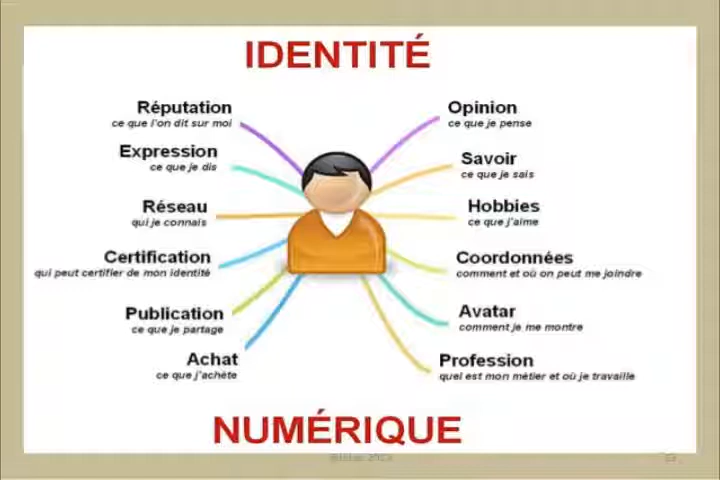 IDENTITÉ
Réputation
ce que l'on dit sur moi
Expression
ce que je dis
Réseau
qui je connais
Certification
qui peut certifier de mon identité
Publication
ce que je partage
Achat
ce que j'achète
Opinion
ce que je pense
Savoir
ce que je sais
Hobbies
ce que j'aime
Coordonnées
comment et où on peut me joindre
Avatar
comment je me montre
Profession
quel est mon métier et où je travaille
NUMÉRIQUE